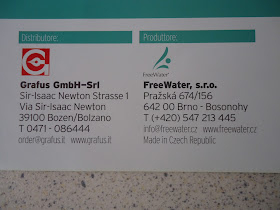 Distributore:
Grafus GmbH-Srl
Sir-Isaac Newton Strasse 1
Via Sir-Isaac Newton
39100 Bozen/Bolzano
T 0471 - 086444
order@grafus.it www.grafus.it
Produttore:
FreeWater®
FreeWater, s.r.o.
Pražská 674/156
642 00 Brno - Bosonohy
T (+420) 547 213 445
info@freewater.cz www.freewater.cz
Made in Czech Republic